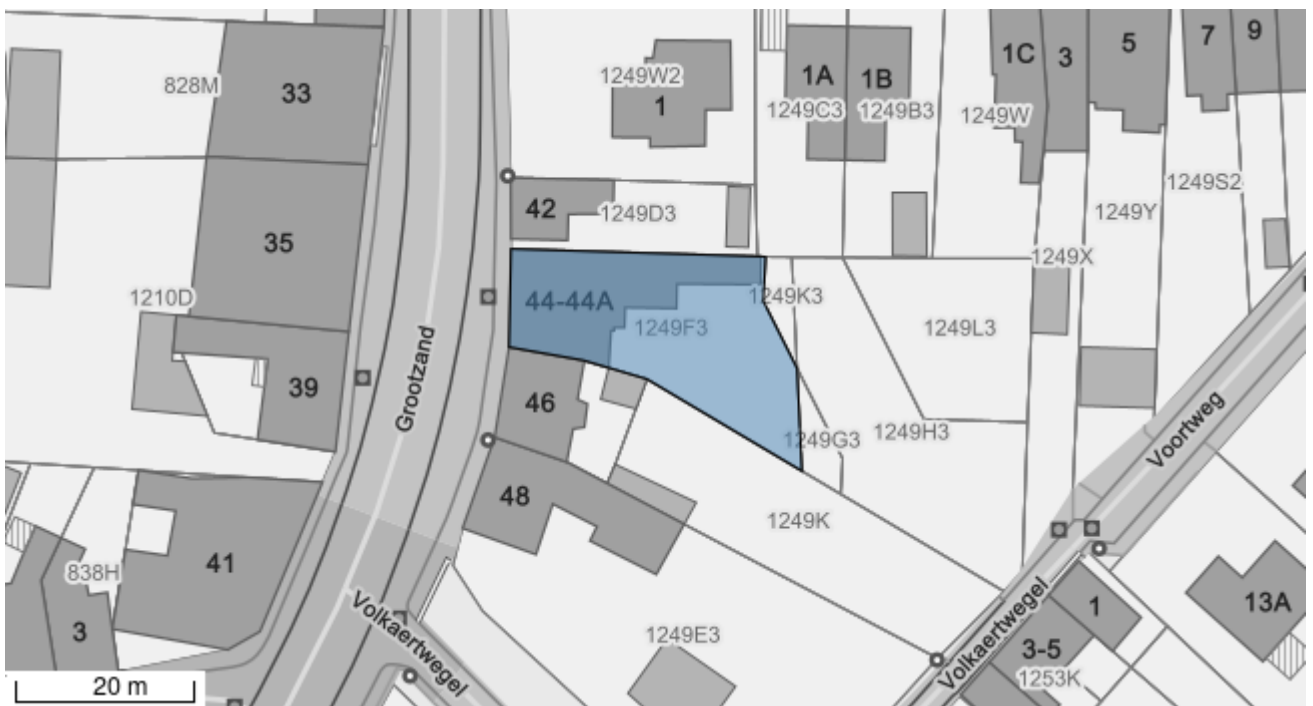 33
828M
1249W2
1
1A
1B
1249C3
1249B3
1C
3
5
7
9
1249W
1249S2
1249Y
42
1249D3
35
1249X
1210D
44-44A
1249K3
1249F3
1249L3
Grootzand
39
46
1249G3
1249H3
Voortweg
48
1249K
41
838H
3
Volkaertwegel
1249E3
Volkaertwegel
1
13A
3-5
1253K
20 m